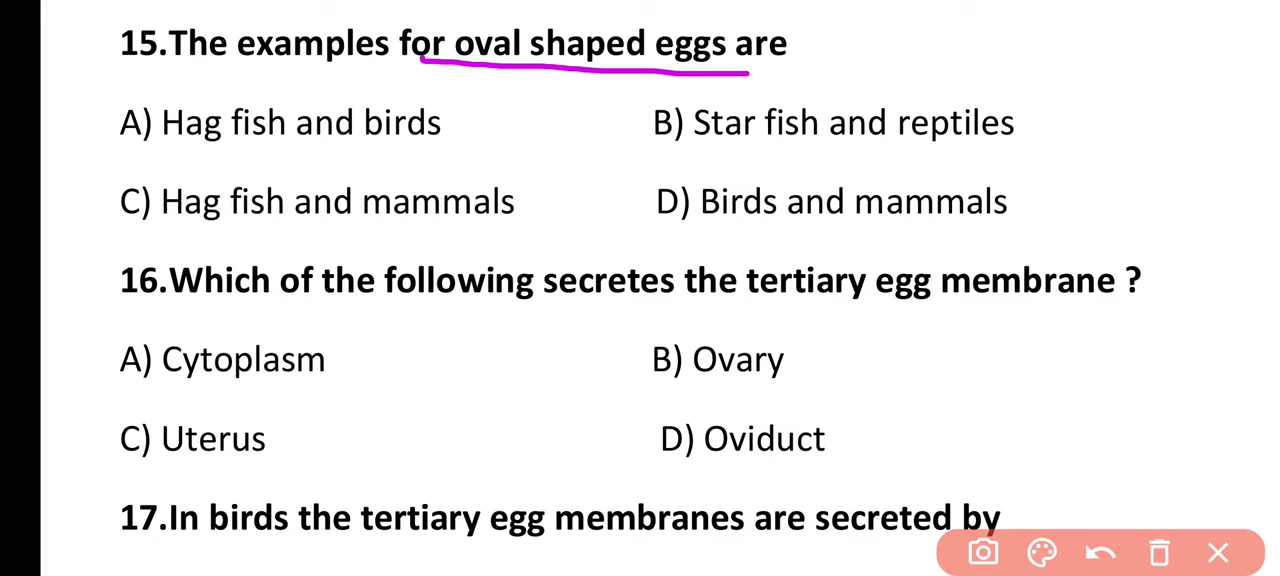 15.The examples for oval shaped eggs are
A) Hag fish and birds B) Star fish and reptiles
C) Hag fish and mammals D) Birds and mammals
16.Which of the following secretes the tertiary egg membrane ?
A) Cytoplasm B) Ovary
C) Uterus D) Oviduct
17.In birds the tertiary egg membranes are secreted by